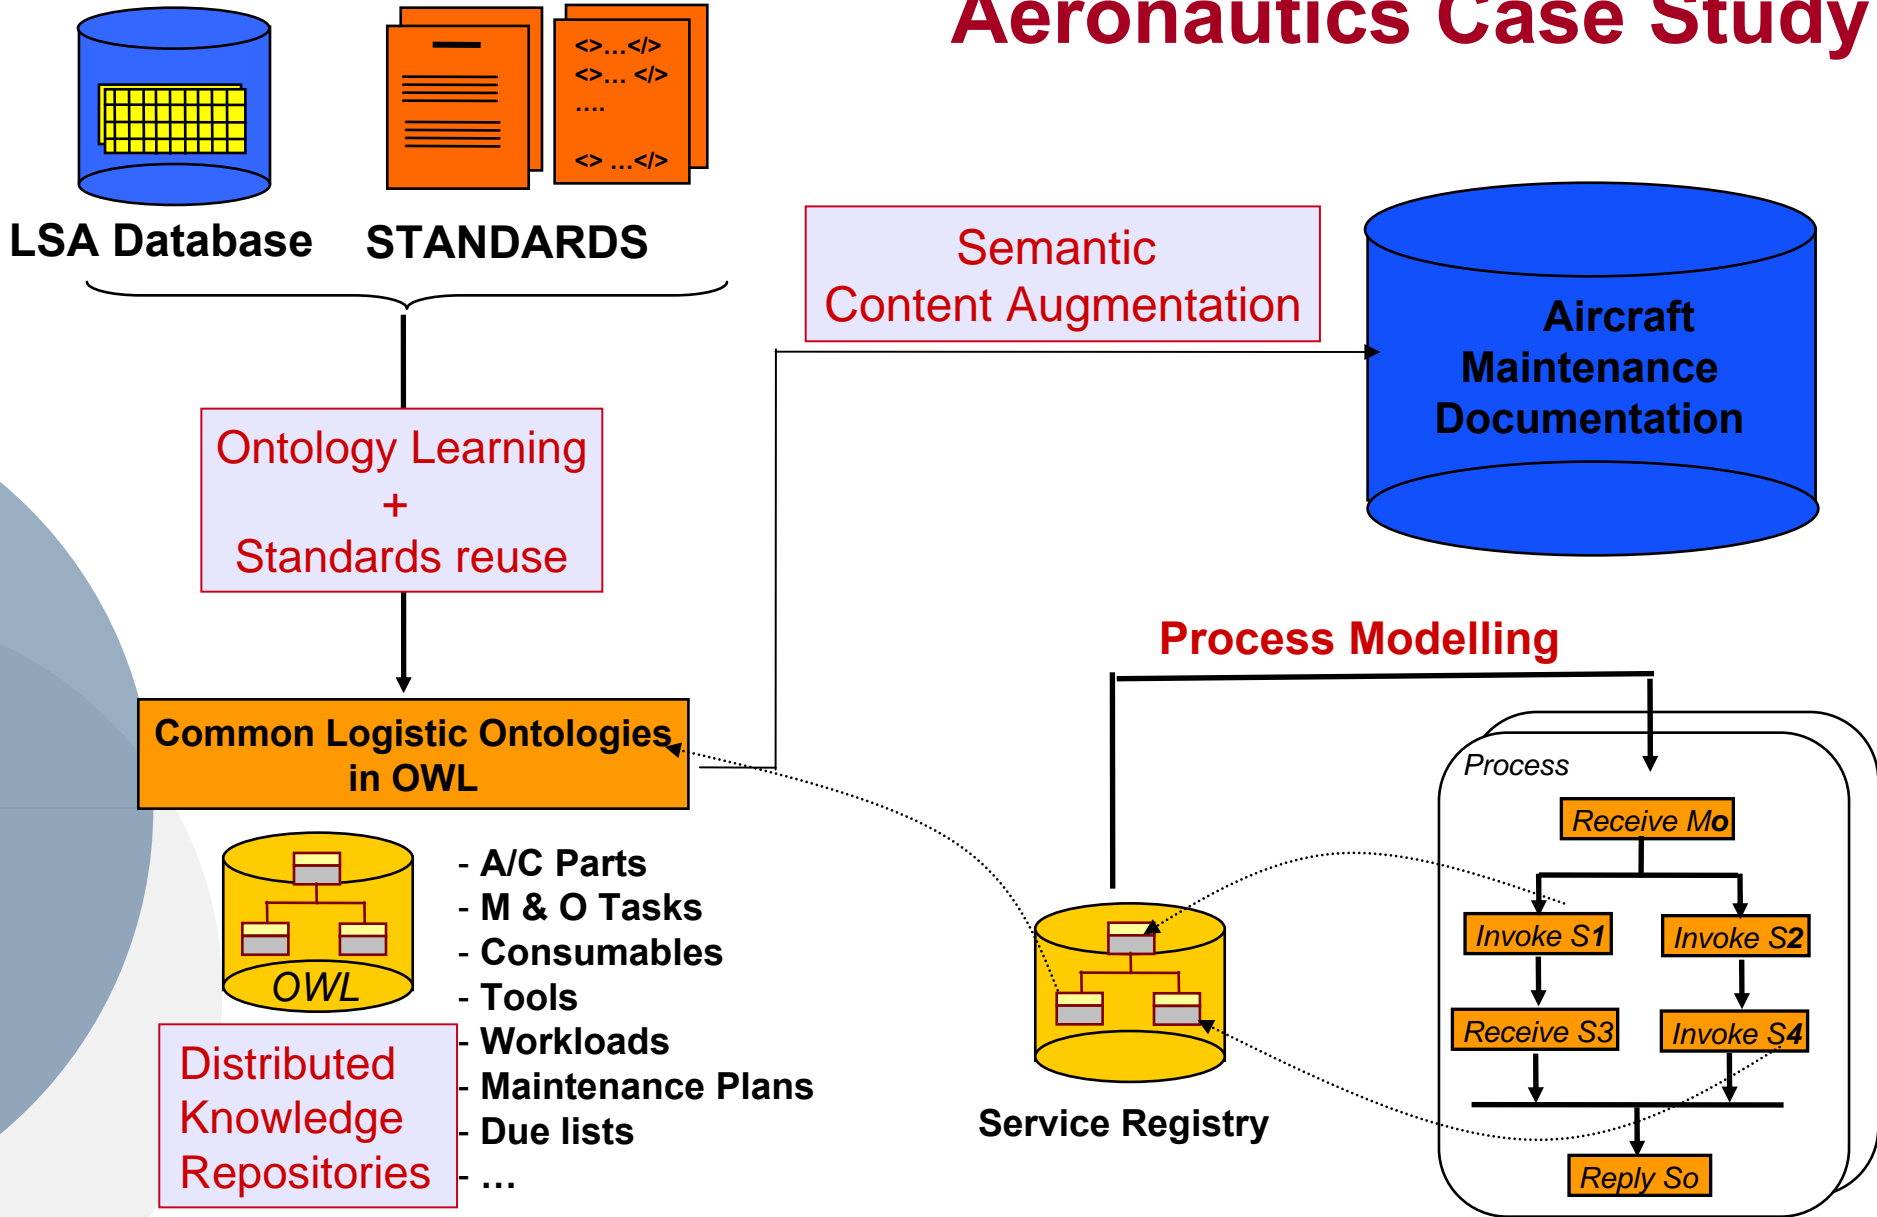 Aeronautics Case Study
<>...</>
<>... </>
....
<> ...</>
LSA Database
STANDARDS
Semantic
Content Augmentation
Aircraft
Maintenance
Documentation
Ontology Learning
+
Standards reuse
Process Modelling
Common Logistic Ontologies
in OWL
OWL
- A/C Parts
- M & O Tasks
- Consumables
- Tools
- Workloads
- Maintenance Plans
- Due lists
- ...
Distributed
Knowledge
Repositories
Service Registry
Process
Receive Mo
Invoke S1
Invoke S2
Receive S3
Invoke S4
Reply So